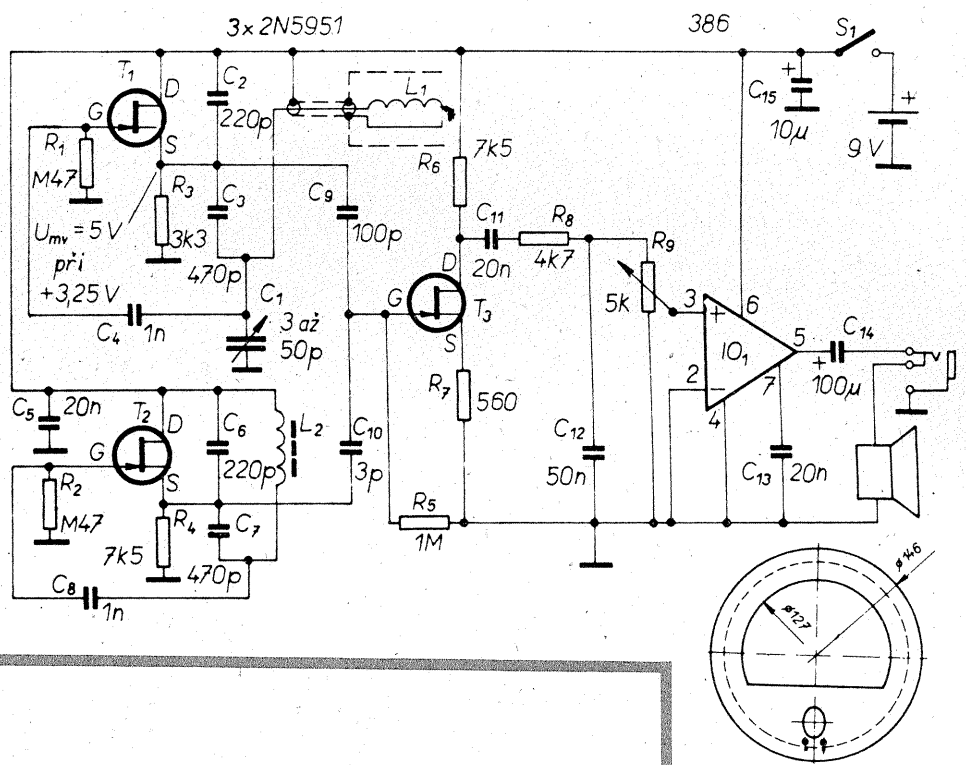 3 x 2N5951
386
S1
T1
D
G
S
C2
220p
L1
C15
10µ
+
9V
+
R1
M47
R3
3k3
C3
470p
C9
100p
R6
7k5
C11
20n
R8
4k7
R9
5k
Umv = 5 V
při
+3,25 V
C4
1n
C1
3 až
50p
D
G
T3
S
3
+
6
IO1
5
2
−
7
4
C14
+
100µ
R7
560
C5
20n
T2
D
G
S
C6
220p
L2
C10
3p
C12
50n
C13
20n
R2
M47
R4
7k5
C7
470p
R5
1M
C8
1n
ø146
ø127